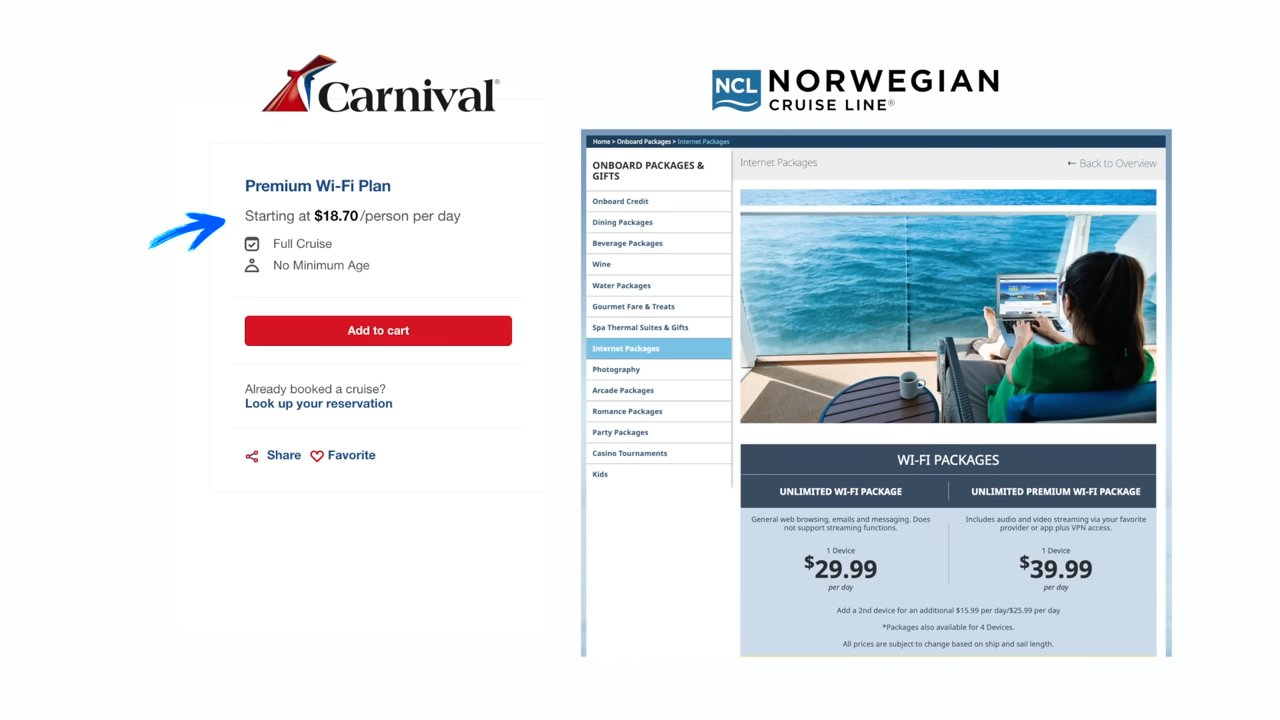 Carnival®
Premium Wi-Fi Plan
Starting at $18.70/person per day
Full Cruise
No Minimum Age
Add to cart
Already booked a cruise?
Look up your reservation
Share
Favorite
NCL
NORWEGIAN
CRUISE LINE®
Home > Onboard Packages > Internet Packages
ONBOARD PACKAGES &
GIFTS
Onboard Credit
Dining Packages
Beverage Packages
Wine
Water Packages
Gourmet Fare & Treats
Spa Thermal Suites & Gifts
Internet Packages
Photography
Arcade Packages
Romance Packages
Party Packages
Casino Tournaments
Kids
Internet Packages
← Back to Overview
WI-FI PACKAGES
UNLIMITED WI-FI PACKAGE
General web browsing, emails and messaging. Does
not support streaming functions.
1 Device
$29.99
per day
UNLIMITED PREMIUM WI-FI PACKAGE
Includes audio and video streaming via your favorite
provider or app plus VPN access.
1 Device
$39.99
per day
Add a 2nd device for an additional $15.99 per day/$25.99 per day
*Packages also available for 4 Devices.
All prices are subject to change based on ship and sail length.